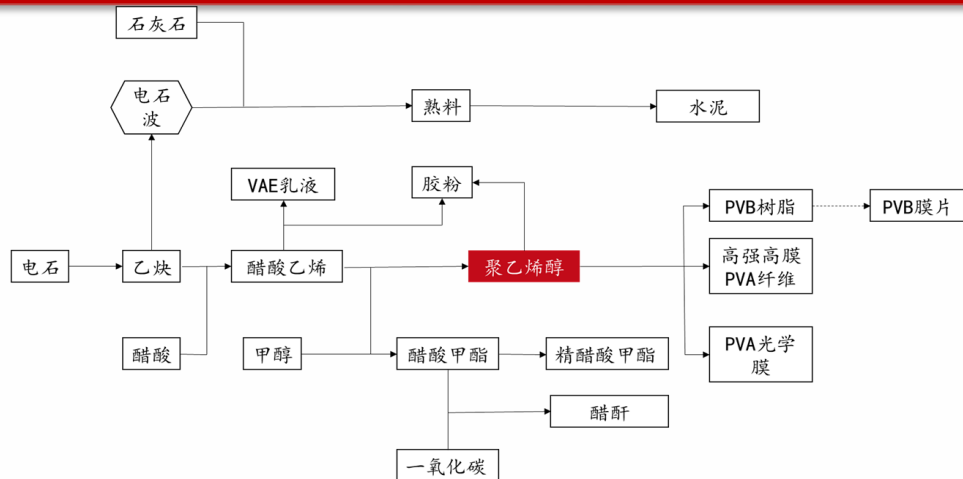 石灰石
电石
波
熟料
水泥
VAE乳液
胶粉
PVB树脂
PVB膜片
电石
乙炔
醋酸乙烯
聚乙烯醇
高强高膜
PVA纤维
醋酸
甲醇
醋酸甲酯
精醋酸甲酯
PVA光学
膜
醋酐
一氧化碳